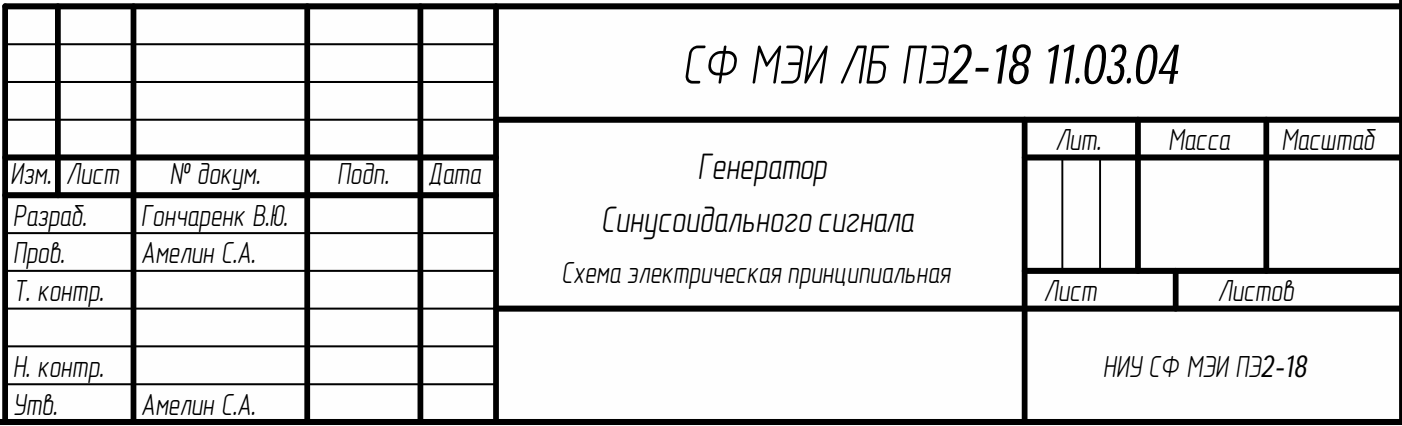 СФ МЭИ ЛБ ПЭ2-18 11.03.04
Изм. Лист № докум. Подп. Дата
Разраб. Гончаренк В.Ю.
Пров. Амелин С.А.
Т. контр.
Н. контр.
Утв. Амелин С.А.
Генератор
Синусоидального сигнала
Схема электрическая принципиальная
Лит. Масса Масштаб
Лист Листов
НИУ СФ МЭИ ПЭ2-18